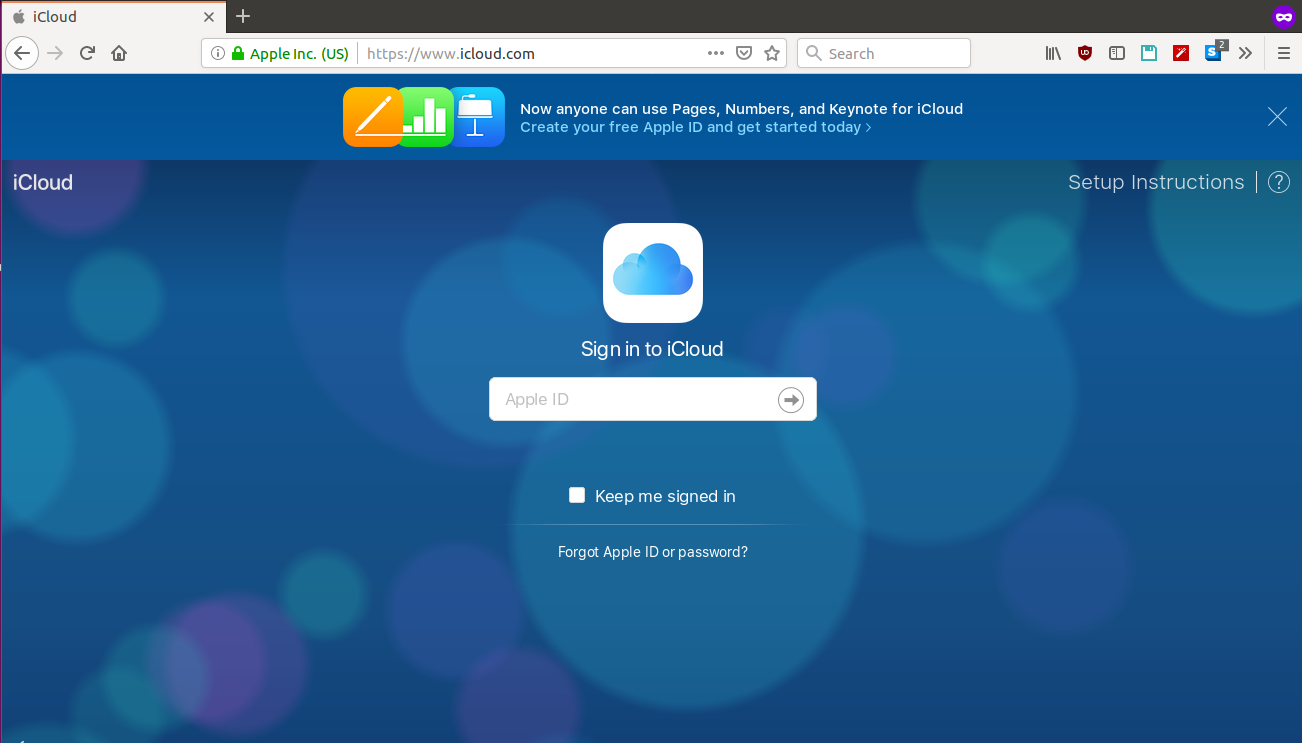 iCloud
Apple Inc. (US) https://www.icloud.com
Search
S 2
Now anyone can use Pages, Numbers, and Keynote for iCloud
Create your free Apple ID and get started today >
iCloud
Setup Instructions ?
Sign in to iCloud
Apple ID
Keep me signed in
Forgot Apple ID or password?